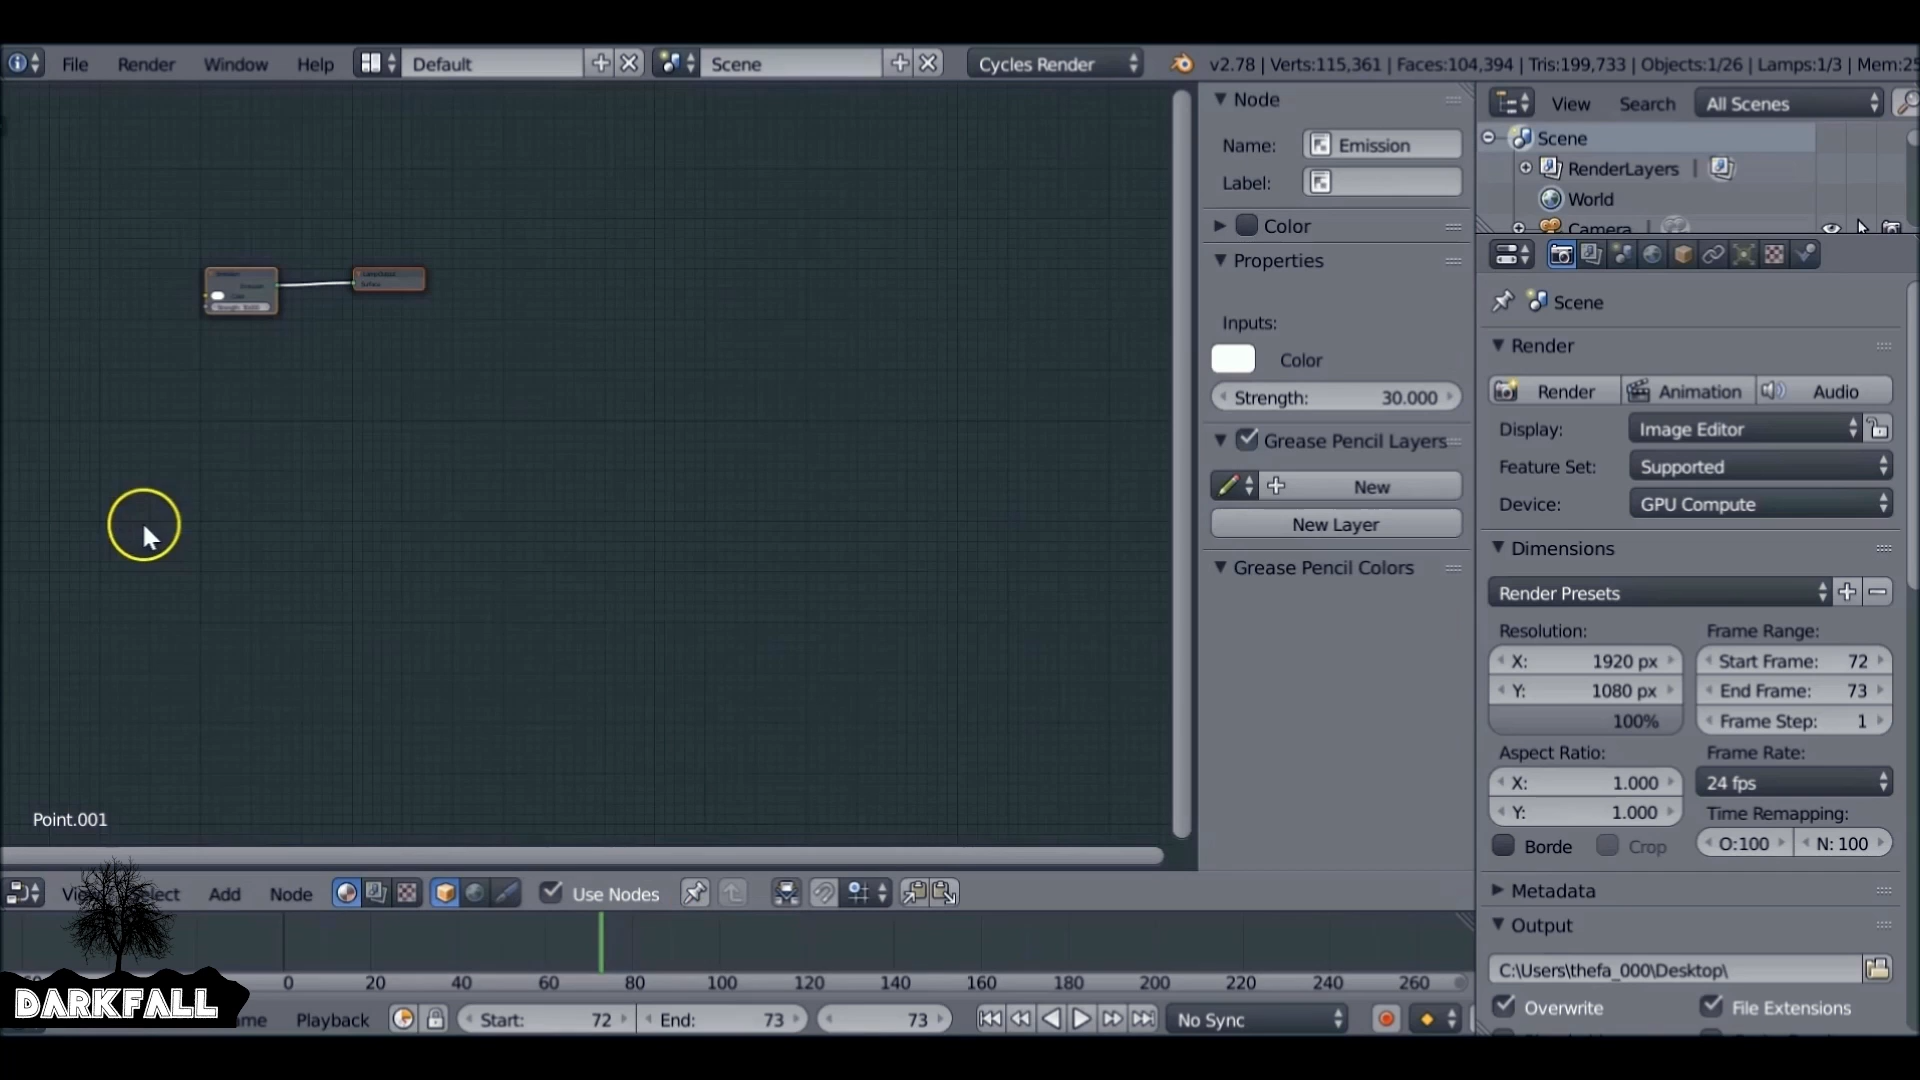 File Render Window Help Default Scene Cycles Render v2.78 | Verts:115,361 | Faces:104,394 | Tris:199,733 | Objects:1/26 | Lamps:1/3 | Mem:25
Node
Name: Emission
Label:
Color
Properties
Inputs:
Color
Strength: 30.000
Grease Pencil Layers
New
New Layer
Grease Pencil Colors
View Search All Scenes
Scene
RenderLayers |
World
Camera |
Scene
Render
Render Animation Audio
Display: Image Editor
Feature Set: Supported
Device: GPU Compute
Dimensions
Render Presets
Resolution: Frame Range:
X: 1920 px Start Frame: 72
Y: 1080 px End Frame: 73
100% Frame Step: 1
Aspect Ratio: Frame Rate:
X: 1.000 24 fps
Y: 1.000 Time Remapping:
Borde Crop O:100 N: 100
Metadata
Output
C:\Users\thefa_000\Desktop\
Overwrite File Extensions
Emission
Color
Surface
Point.001
Add Node Use Nodes
0 20 40 60 80 100 120 140 160 180 200 220 240 260
DARKFALL
Playback Start: 72 End: 73 73 No Sync